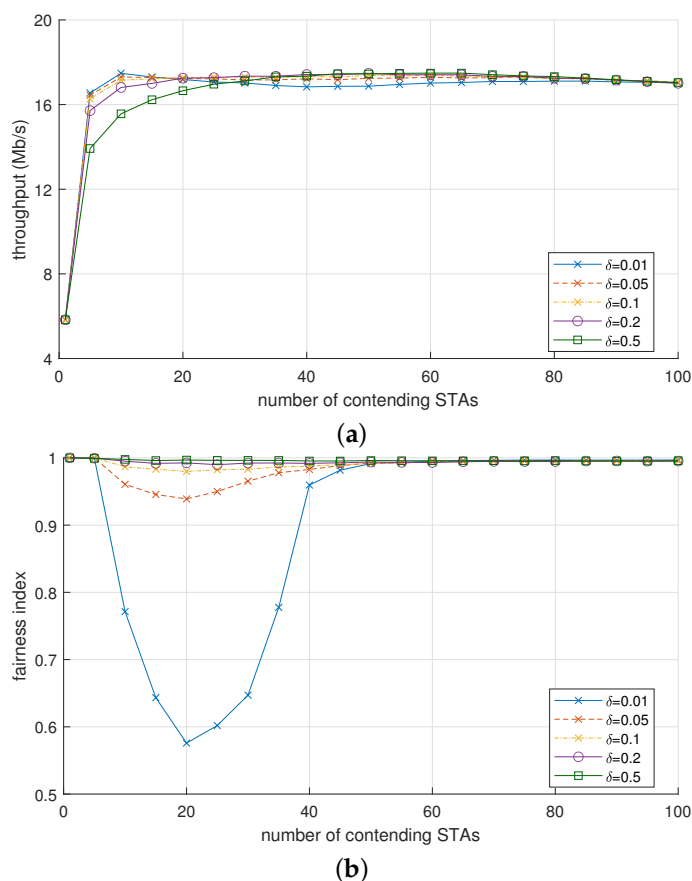 20
16
12
8
4
throughput (Mb/s)
δ=0.01
δ=0.05
δ=0.1
δ=0.2
δ=0.5
0 20 40 60 80 100
number of contending STAs
(a)
1
0.9
0.8
0.7
0.6
0.5
fairness index
δ=0.01
δ=0.05
δ=0.1
δ=0.2
δ=0.5
0 20 40 60 80 100
number of contending STAs
(b)